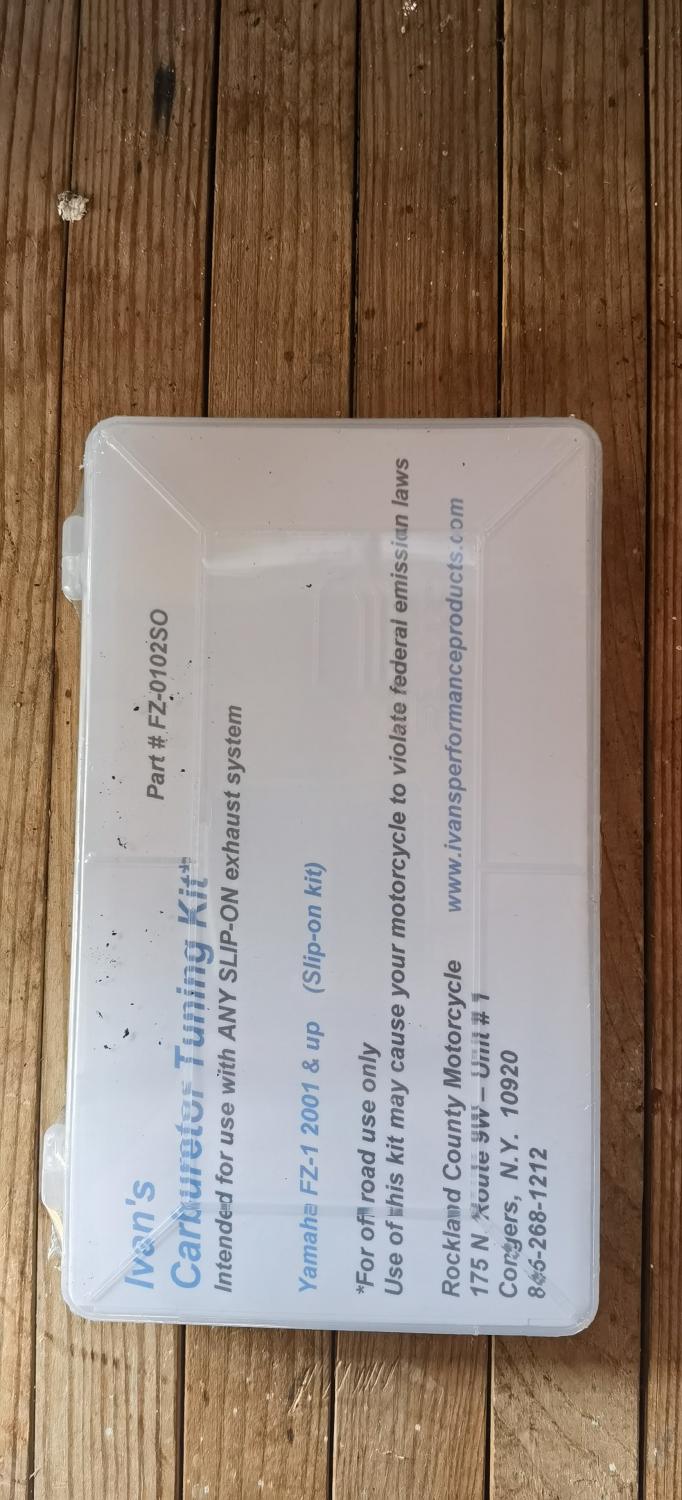 Ivan's
Part # FZ-0102SO
Carburetor Tuning Kit*
Intended for use with ANY SLIP-ON exhaust system
Yamaha FZ-1 2001 & up (Slip-on kit)
*For off road use only
Use of this kit may cause your motorcycle to violate federal emission laws
Rockland County Motorcycle www.ivansperformanceproducts.com
175 N. Route 9W – Unit # 1
Congers, N.Y. 10920
845-268-1212